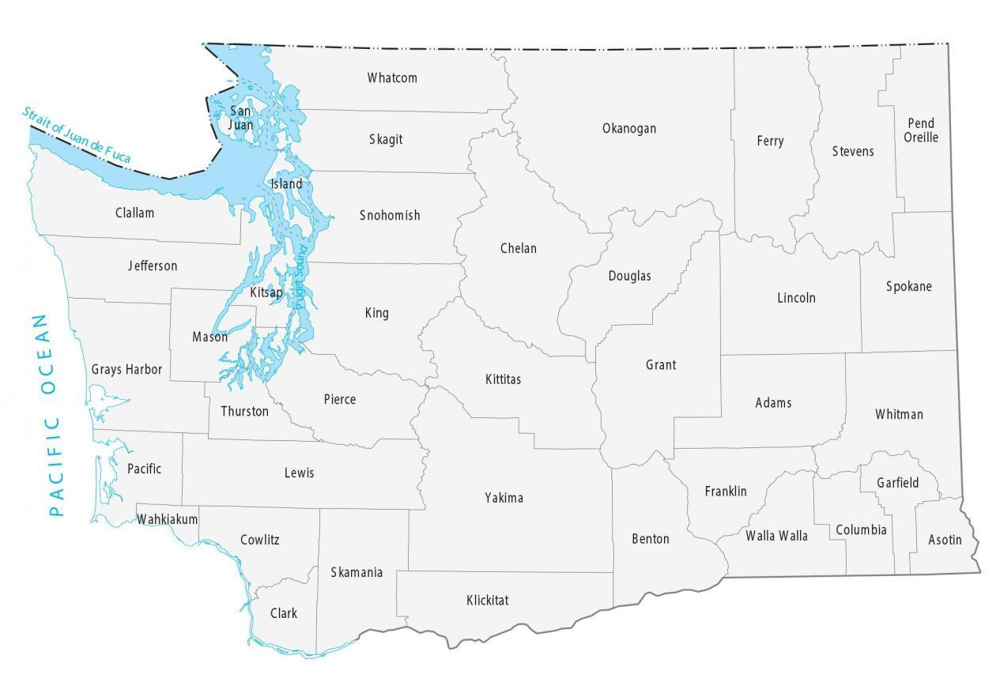 Whatcom
San
Juan
Okanogan
Pend
Oreille
Strait of Juan de Fuca
Skagit
Ferry
Stevens
Island
Clallam
Snohomish
Chelan
Jefferson
Douglas
Puget Sound
Kitsap
Spokane
Lincoln
King
Mason
PACIFIC OCEAN
Grays Harbor
Grant
Kittitas
Pierce
Adams
Thurston
Whitman
Pacific
Lewis
Garfield
Franklin
Yakima
Wahkiakum
Columbia
Walla Walla
Cowlitz
Benton
Asotin
Skamania
Klickitat
Clark